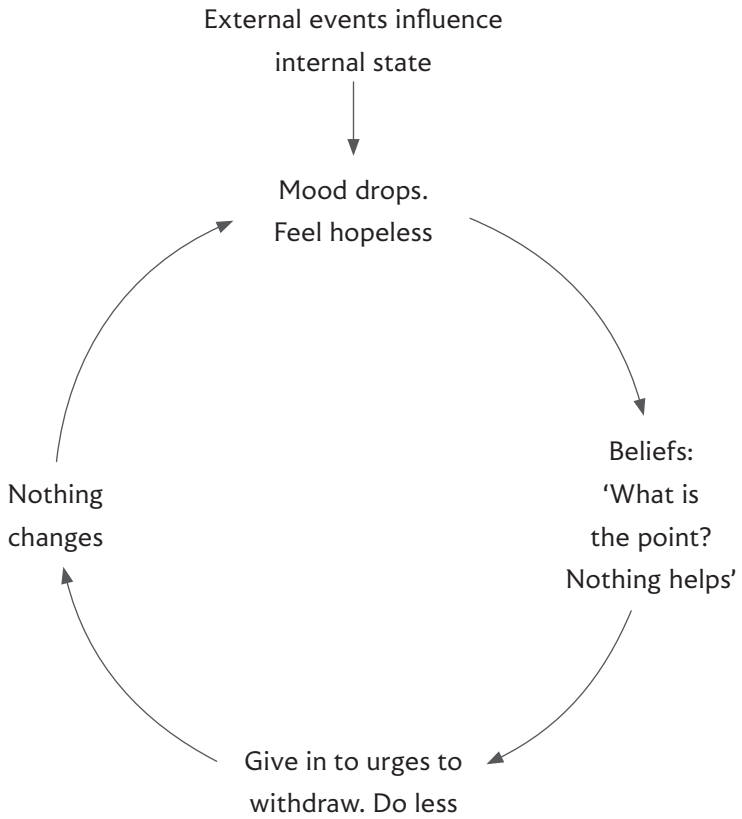 External events influence
internal state
Mood drops.
Feel hopeless
Beliefs:
‘What is
the point?
Nothing helps’
Give in to urges to
withdraw. Do less
Nothing
changes